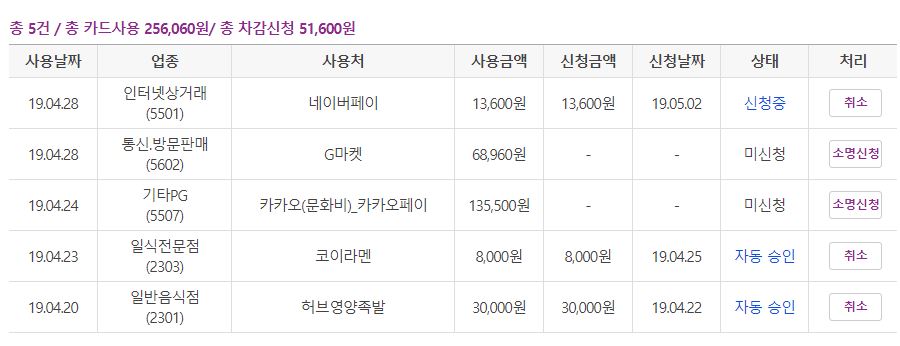 총 5건 / 총 카드사용 256,060원/ 총 차감신청 51,600원
사용날짜 업종 사용처 사용금액 신청금액 신청날짜 상태 처리
19.04.28 인터넷상거래 (5501) 네이버페이 13,600원 13,600원 19.05.02 신청중 취소
19.04.28 통신.방문판매 (5602) G마켓 68,960원 - - 미신청 소명신청
19.04.24 기타PG (5507) 카카오(문화비)_카카오페이 135,500원 - - 미신청 소명신청
19.04.23 일식전문점 (2303) 코이라멘 8,000원 8,000원 19.04.25 자동 승인 취소
19.04.20 일반음식점 (2301) 허브영양족발 30,000원 30,000원 19.04.22 자동 승인 취소